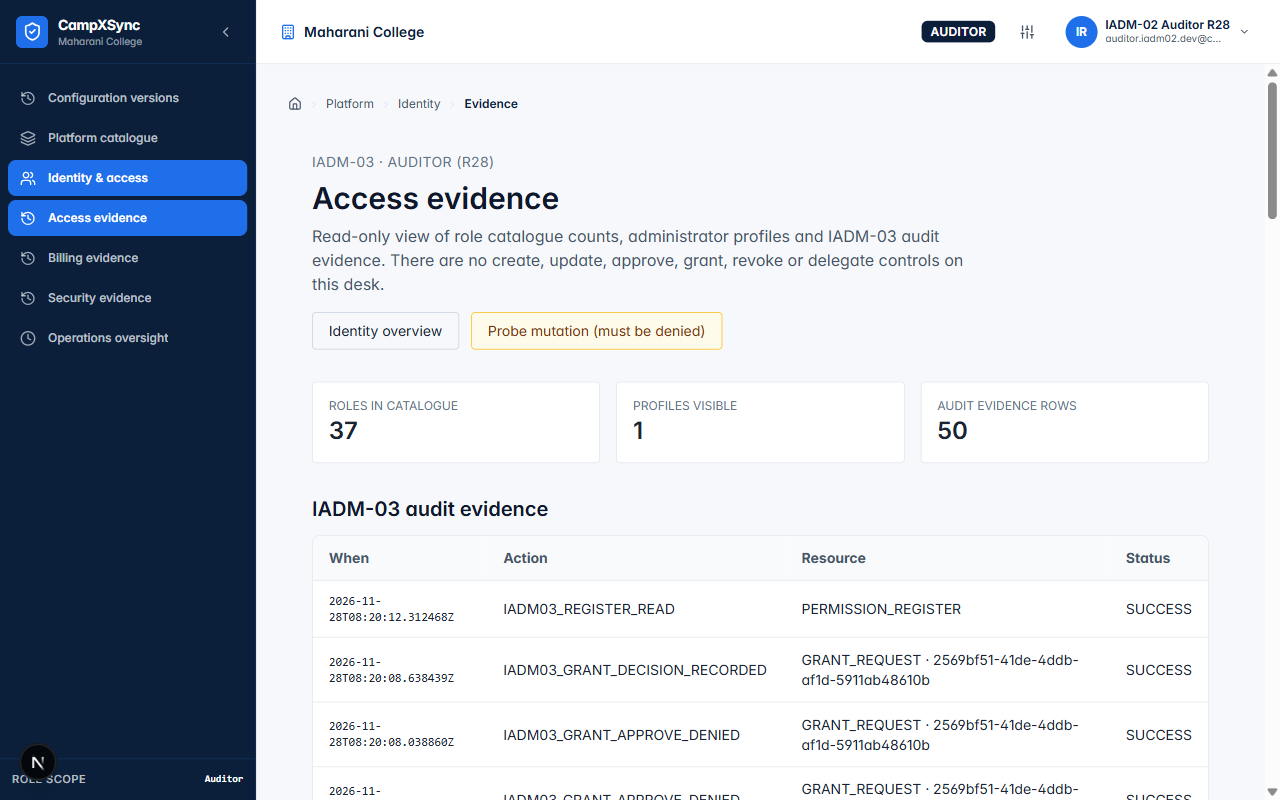 CampXSync
Maharani College
Configuration versions
Platform catalogue
Identity & access
Access evidence
Billing evidence
Security evidence
Operations oversight
N
ROLE SCOPE
Auditor
Maharani College
AUDITOR
IR
IADM-02 Auditor R28
auditor.iadm02.dev@c...
Platform
Identity
Evidence
IADM-03 · AUDITOR (R28)
Access evidence
Read-only view of role catalogue counts, administrator profiles and IADM-03 audit
evidence. There are no create, update, approve, grant, revoke or delegate controls on
this desk.
Identity overview
Probe mutation (must be denied)
ROLES IN CATALOGUE
37
PROFILES VISIBLE
1
AUDIT EVIDENCE ROWS
50
IADM-03 audit evidence
When Action Resource Status
2026-11-
28T08:20:12.312468Z
IADM03_REGISTER_READ
PERMISSION_REGISTER
SUCCESS
2026-11-
28T08:20:08.638439Z
IADM03_GRANT_DECISION_RECORDED
GRANT_REQUEST · 2569bf51-41de-4ddb-
af1d-5911ab48610b
SUCCESS
2026-11-
28T08:20:08.038860Z
IADM03_GRANT_APPROVE_DENIED
GRANT_REQUEST · 2569bf51-41de-4ddb-
af1d-5911ab48610b
SUCCESS
2026-11-
IADM03_GRANT_APPROVE_DENIED
GRANT_REQUEST · 2569bf51-41de-4ddb-
SUCCESS